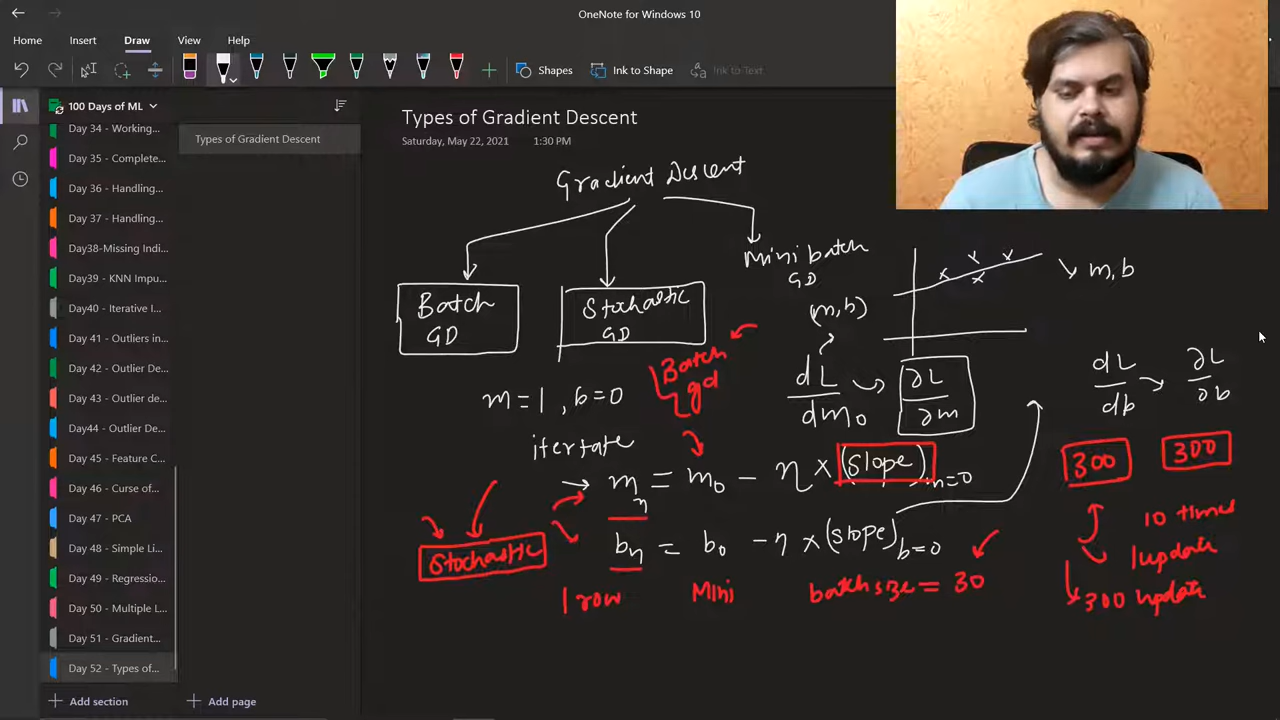 OneNote for Windows 10
Home Insert Draw View Help
Shapes Ink to Shape Ink to Text
100 Days of ML
Day 34 - Working...
Day 35 - Complete...
Day 36 - Handling...
Day 37 - Handling...
Day38-Missing Indi...
Day39 - KNN Impu...
Day40 - Iterative I...
Day 41 - Outliers in...
Day 42 - Outlier De...
Day 43 - Outlier de...
Day44 - Outlier De...
Day 45 - Feature C...
Day 46 - Curse of...
Day 47 - PCA
Day 48 - Simple Li...
Day 49 - Regressio...
Day 50 - Multiple L...
Day 51 - Gradient...
Day 52 - Types of...
Add section
Types of Gradient Descent
Add page
Types of Gradient Descent
Saturday, May 22, 2021 1:30 PM
Gradient Descent
Batch
GD
Stochastic
GD
Mini batch
GD
m, b
(m, b)
Batch
gd
m=1, b=0
dL/dm₀
∂L/∂m
dL/db
∂L/∂b
itertate
mₙ = m₀ - η × (slope)ₘ₌₀
300 300
bₙ = b₀ - η × (slope) b=0
Stochastic
10 times
1 update
300 update
1 row Mini batch size = 30